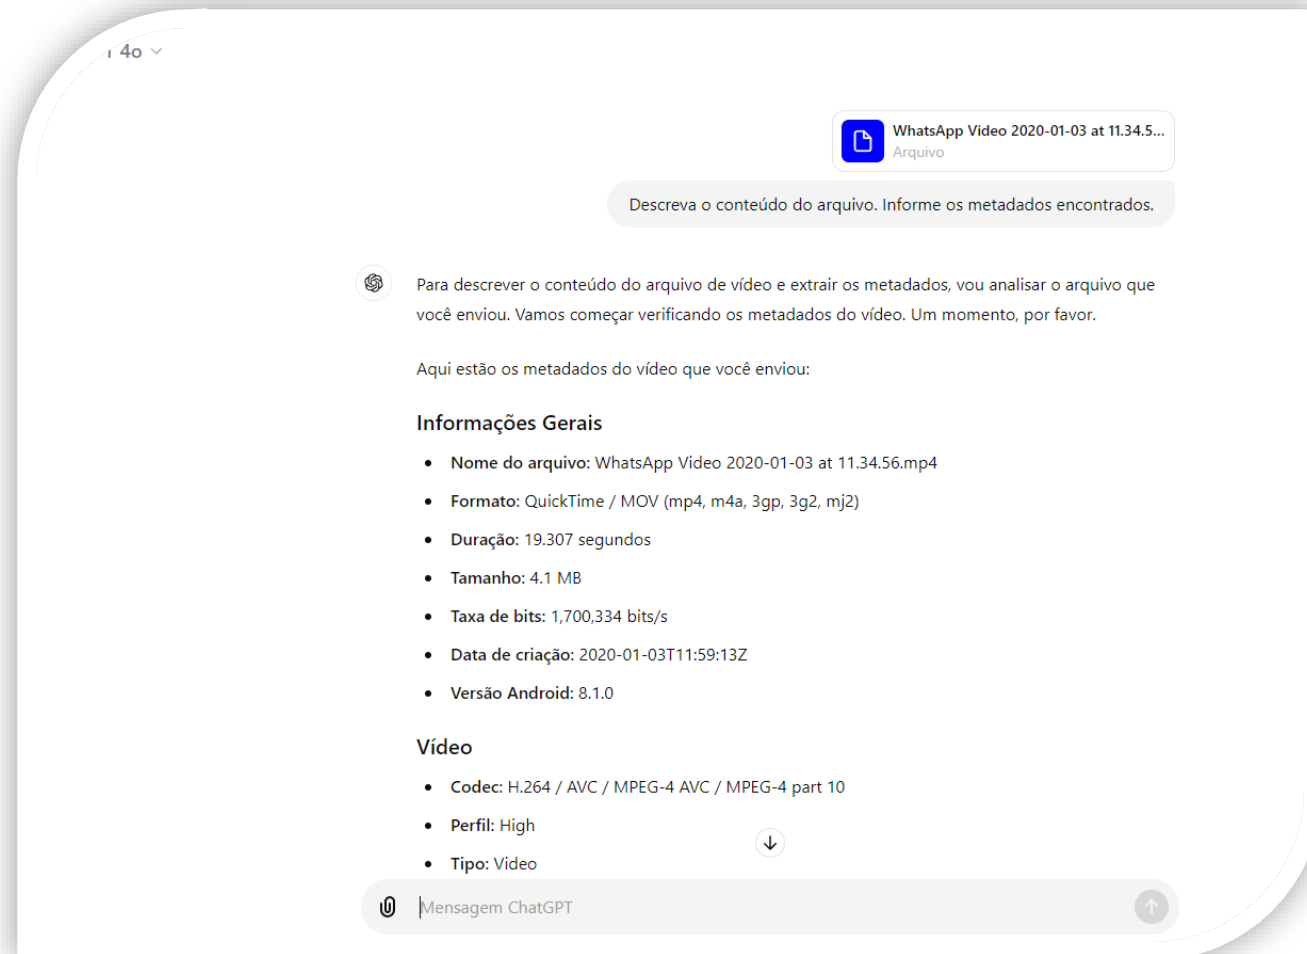 4o
WhatsApp Video 2020-01-03 at 11.34.5...
Arquivo
Descreva o conteúdo do arquivo. Informe os metadados encontrados.
Para descrever o conteúdo do arquivo de vídeo e extrair os metadados, vou analisar o arquivo que
você enviou. Vamos começar verificando os metadados do vídeo. Um momento, por favor.
Aqui estão os metadados do vídeo que você enviou:
Informações Gerais
• Nome do arquivo: WhatsApp Video 2020-01-03 at 11.34.56.mp4
• Formato: QuickTime / MOV (mp4, m4a, 3gp, 3g2, mj2)
• Duração: 19.307 segundos
• Tamanho: 4.1 MB
• Taxa de bits: 1,700,334 bits/s
• Data de criação: 2020-01-03T11:59:13Z
• Versão Android: 8.1.0
Vídeo
• Codec: H.264 / AVC / MPEG-4 AVC / MPEG-4 part 10
• Perfil: High
• Tipo: Video
Mensagem ChatGPT